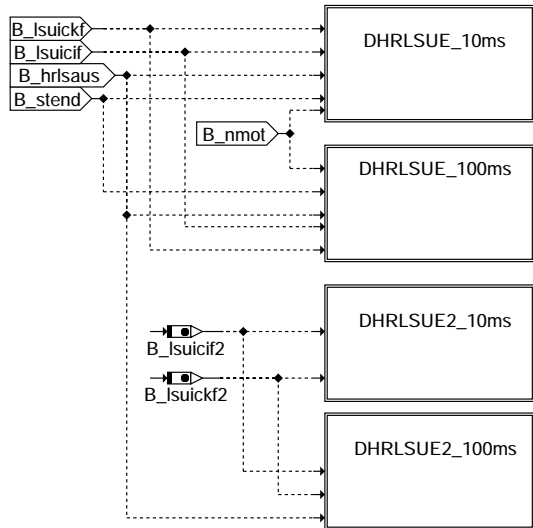 B_lsuickf
B_lsuicif
B_hrlsaus
B_stend
DHRLSUE_10ms
B_nmot
DHRLSUE_100ms
DHRLSUE2_10ms
B_lsuicif2
B_lsuickf2
DHRLSUE2_100ms